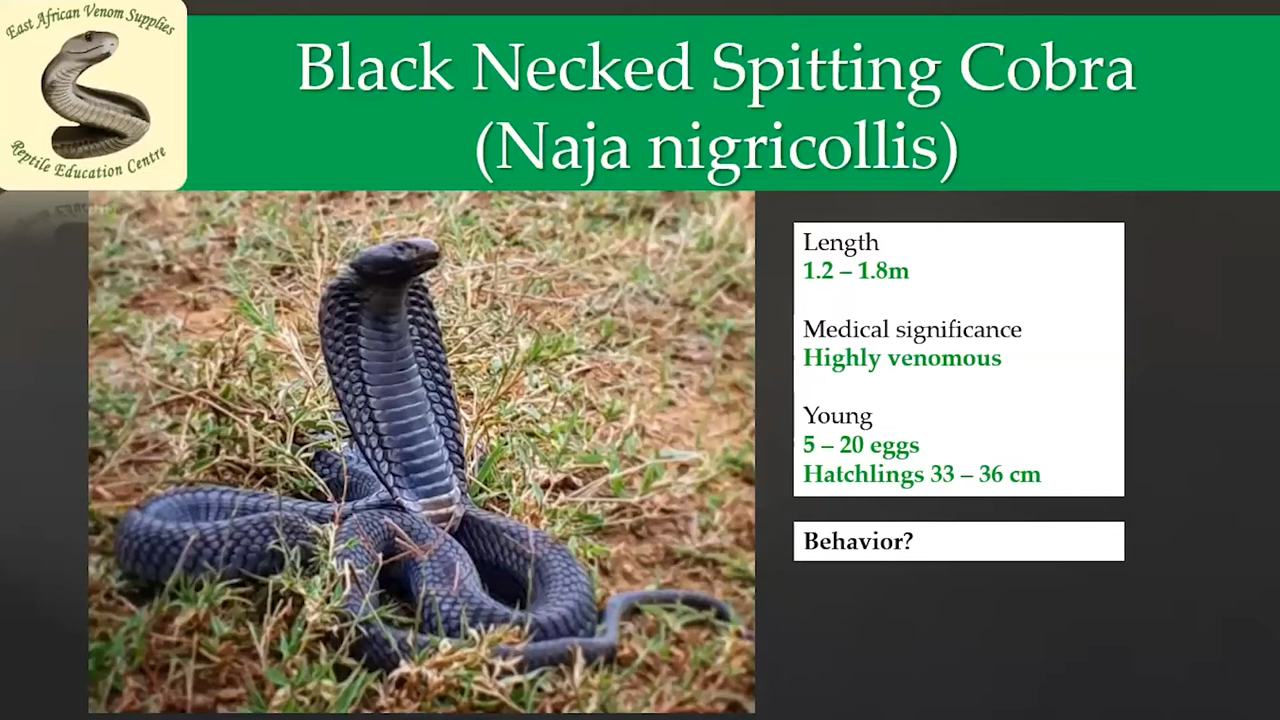 East African Venom Supplies
Reptile Education Centre
Black Necked Spitting Cobra
(Naja nigricollis)
Length
1.2 – 1.8m
Medical significance
Highly venomous
Young
5 – 20 eggs
Hatchlings 33 – 36 cm
Behavior?